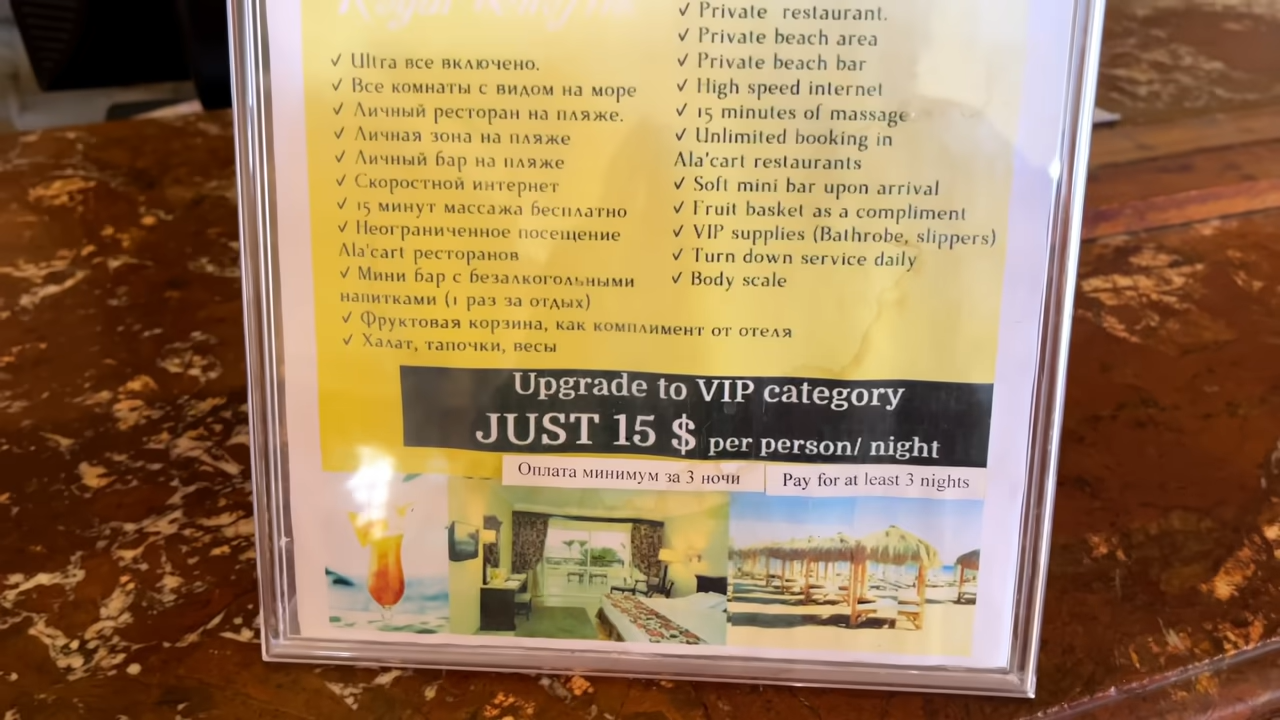 ✓ Ultra все включено.
✓ Все комнаты с видом на море
✓ Личный ресторан на пляже.
✓ Личная зона на пляже
✓ Личный бар на пляже
✓ Скоростной интернет
✓ 15 минут массажа бесплатно
✓ Неограниченное посещение
Ala'cart ресторанов
✓ Мини бар с безалкогольными
напитками (1 раз за отдых)
✓ Фруктовая корзина, как комплимент от отеля
✓ Халат, тапочки, весы
✓ Private restaurant.
✓ Private beach area
✓ Private beach bar
✓ High speed internet
✓ 15 minutes of massage
✓ Unlimited booking in
Ala'cart restaurants
✓ Soft mini bar upon arrival
✓ Fruit basket as a compliment
✓ VIP supplies (Bathrobe, slippers)
✓ Turn down service daily
✓ Body scale
Upgrade to VIP category
JUST 15 $ per person/ night
Оплата минимум за 3 ночи
Pay for at least 3 nights